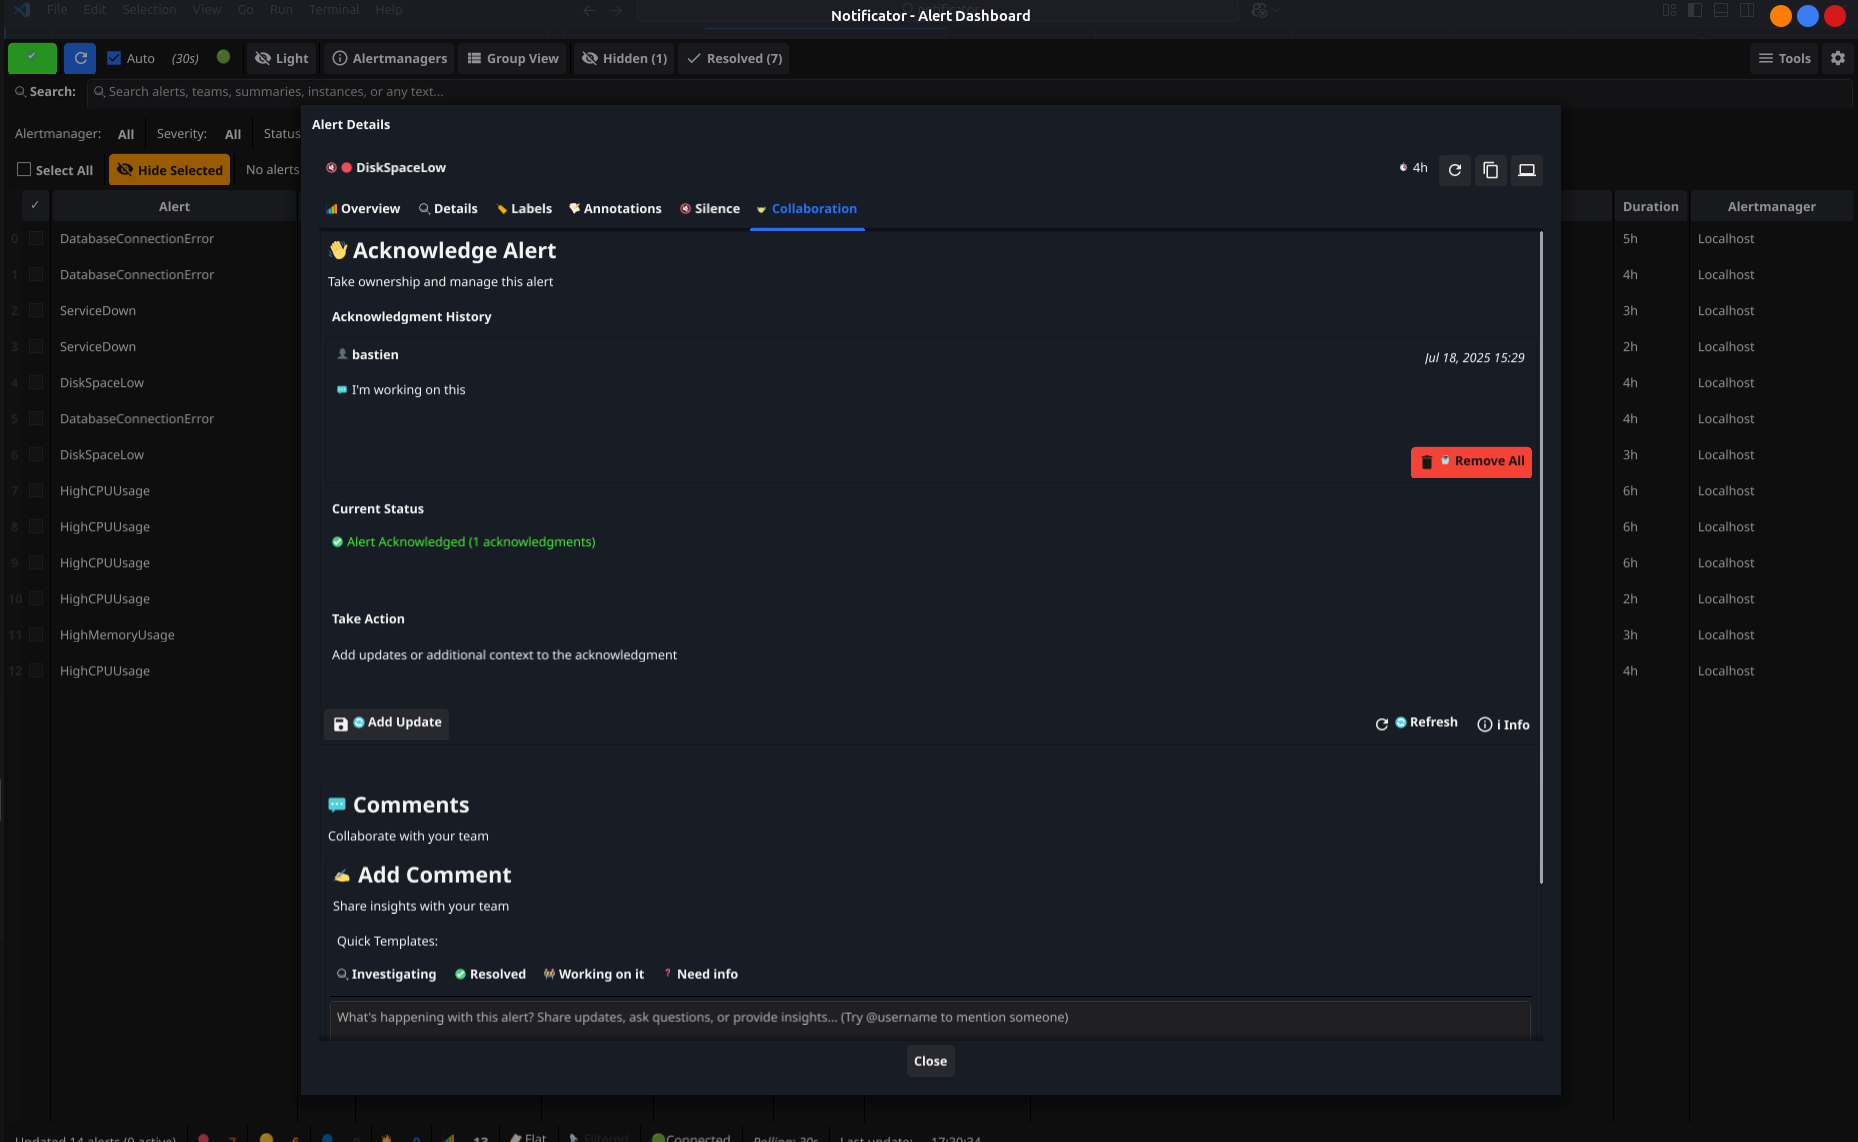 File Edit Selection View Go Run Terminal Help
Notificator - Alert Dashboard
Auto (30s) Light Alertmanagers Group View Hidden (1) Resolved (7) Tools
Search: Search alerts, teams, summaries, instances, or any text...
Alertmanager: All Severity: All Status
Select All Hide Selected No alerts
Alert Duration Alertmanager
0 DatabaseConnectionError 5h Localhost
1 DatabaseConnectionError 4h Localhost
2 ServiceDown 3h Localhost
3 ServiceDown 2h Localhost
4 DiskSpaceLow 4h Localhost
5 DatabaseConnectionError 4h Localhost
6 DiskSpaceLow 3h Localhost
7 HighCPUUsage 6h Localhost
8 HighCPUUsage 6h Localhost
9 HighCPUUsage 6h Localhost
10 HighCPUUsage 2h Localhost
11 HighMemoryUsage 3h Localhost
12 HighCPUUsage 4h Localhost
Alert Details
DiskSpaceLow 4h
Overview Details Labels Annotations Silence Collaboration
Acknowledge Alert
Take ownership and manage this alert
Acknowledgment History
bastien Jul 18, 2025 15:29
I'm working on this
Remove All
Current Status
Alert Acknowledged (1 acknowledgments)
Take Action
Add updates or additional context to the acknowledgment
Add Update Refresh i Info
Comments
Collaborate with your team
Add Comment
Share insights with your team
Quick Templates:
Investigating Resolved Working on it Need info
What's happening with this alert? Share updates, ask questions, or provide insights... (Try @username to mention someone)
Close
Updated 14 alerts (0 active) 7 6 0 0 13 Flat Filtered Connected Polling: 30s Last update: 17:30:34